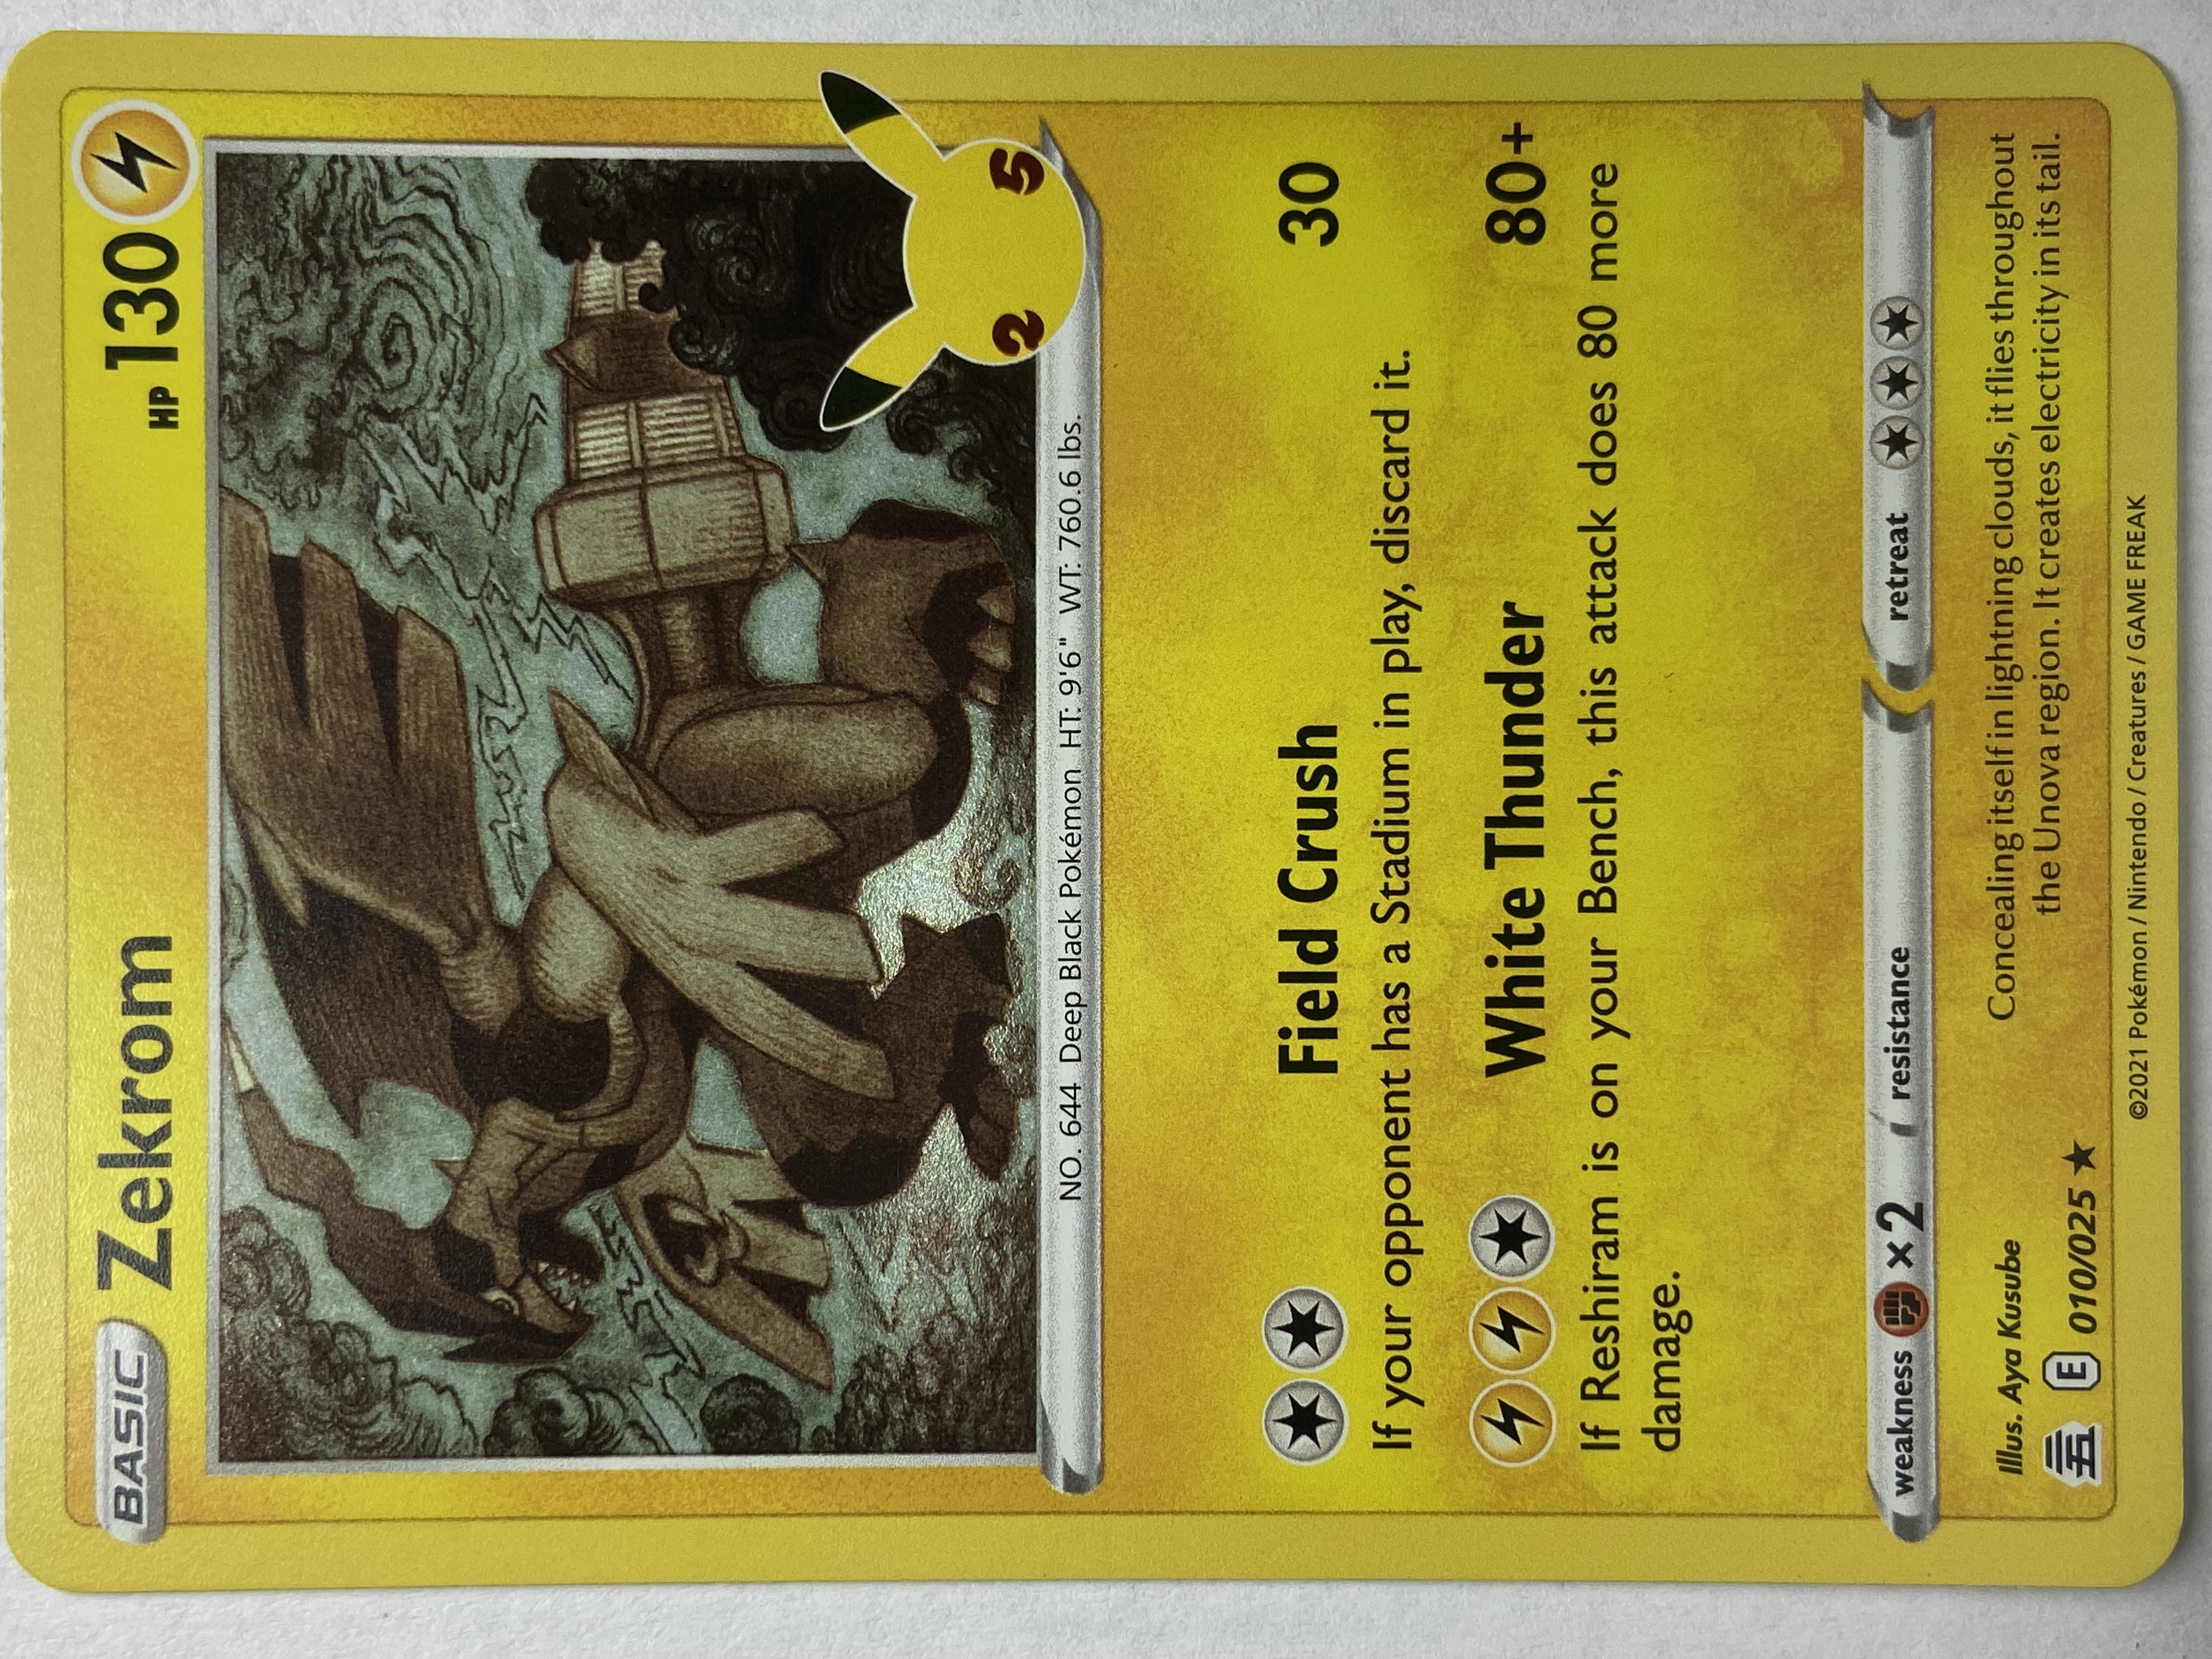 BASIC Zekrom HP 130
2 5
NO. 644 Deep Black Pokémon HT: 9'6" WT: 760.6 lbs.
Field Crush 30
If your opponent has a Stadium in play, discard it.
White Thunder 80+
If Reshiram is on your Bench, this attack does 80 more
damage.
weakness ×2 resistance retreat
Illus. Aya Kusube
Concealing itself in lightning clouds, it flies throughout
the Unova region. It creates electricity in its tail.
E 010/025 ★
©2021 Pokémon / Nintendo / Creatures / GAME FREAK